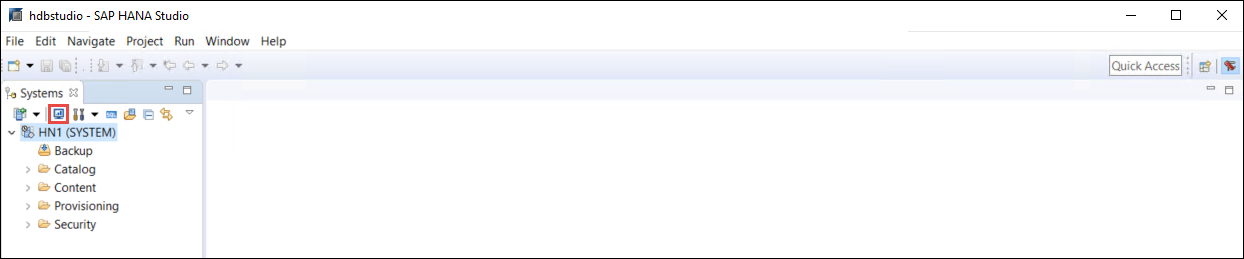 hdbstudio - SAP HANA Studio
File Edit Navigate Project Run Window Help
Quick Access
Systems
HN1 (SYSTEM)
Backup
Catalog
Content
Provisioning
Security